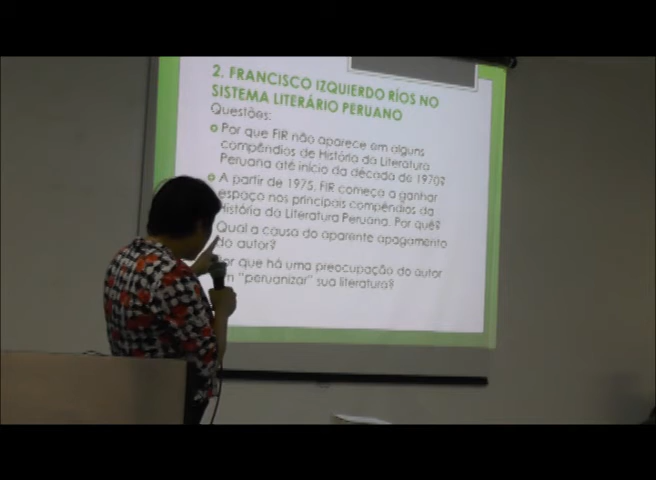 2. FRANCISCO IZQUIERDO RÍOS NO
SISTEMA LITERÁRIO PERUANO
Questões:
Por que FIR não aparece em alguns
compêndios de História da Literatura
Peruana até início da década de 1970?
A partir de 1975, FIR começa a ganhar
espaço nos principais compêndios da
História da Literatura Peruana. Por quê?
Qual a causa do aparente apagamento
do autor?
Por que há uma preocupação do autor
em "peruanizar" sua literatura?